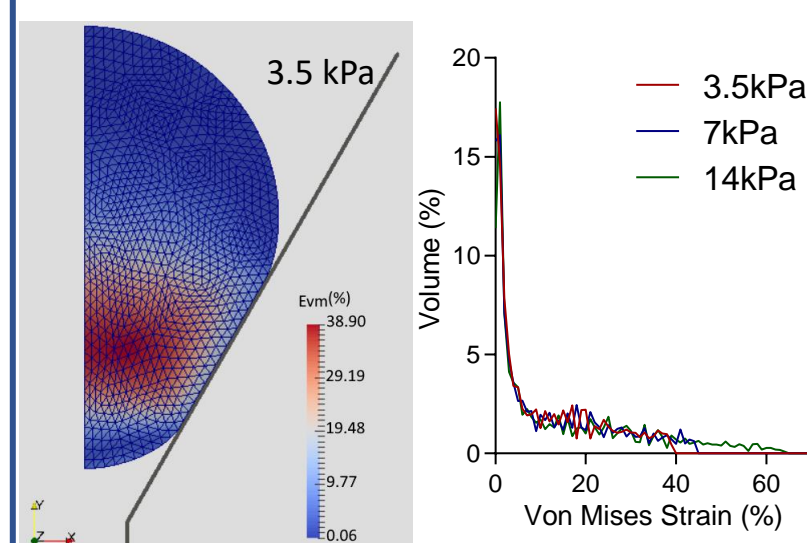 3.5 kPa
Evm(%)
38.90
29.19
19.48
9.77
0.06
Y
Z
X
Volume (%)
20
15
10
5
0
0
20
40
60
Von Mises Strain (%)
3.5kPa
7kPa
14kPa